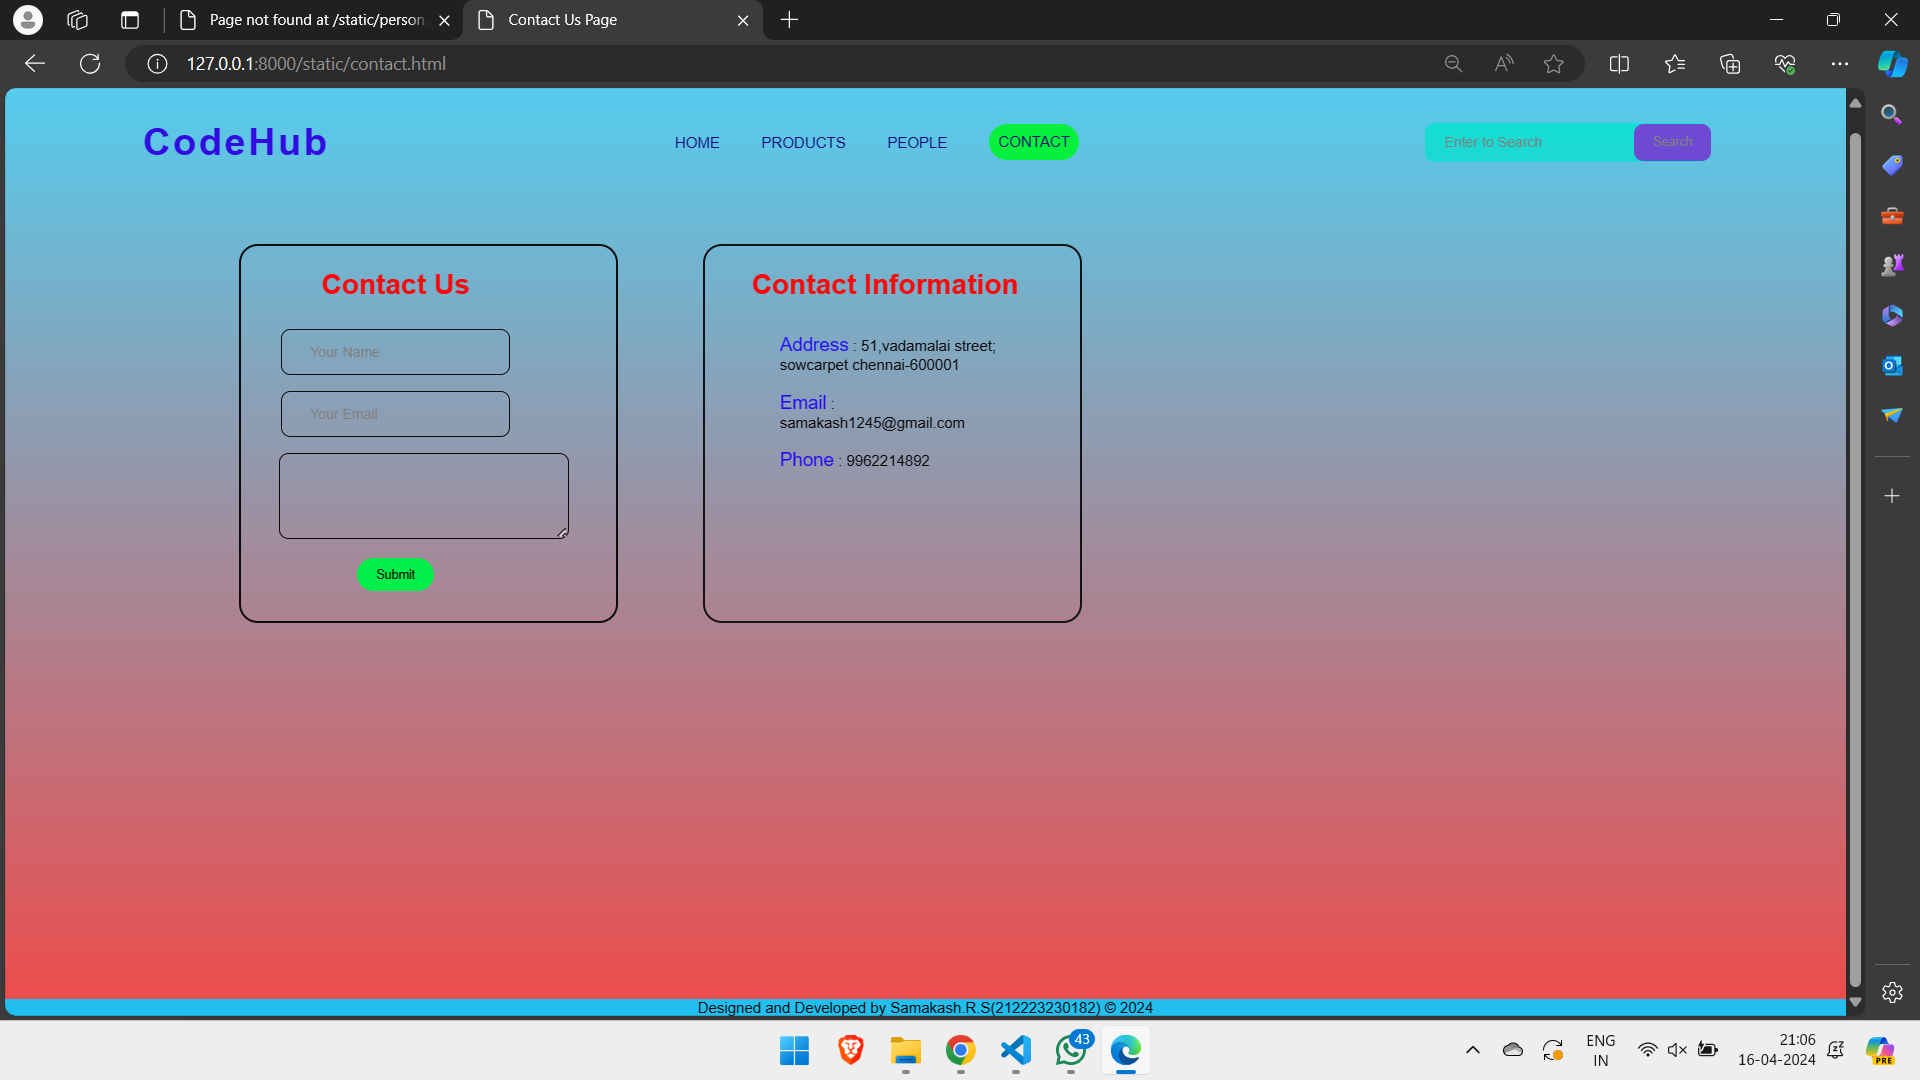 Page not found at /static/person.
Contact Us Page
127.0.0.1:8000/static/contact.html
CodeHub
HOME
PRODUCTS
PEOPLE
CONTACT
Enter to Search
Search
Contact Us
Your Name
Your Email
Submit
Contact Information
Address : 51,vadamalai street;
sowcarpet chennai-600001
Email :
samakash1245@gmail.com
Phone : 9962214892
Designed and Developed by Samakash.R.S(212223230182) © 2024
43
ENG
IN
21:06
16-04-2024
PRE